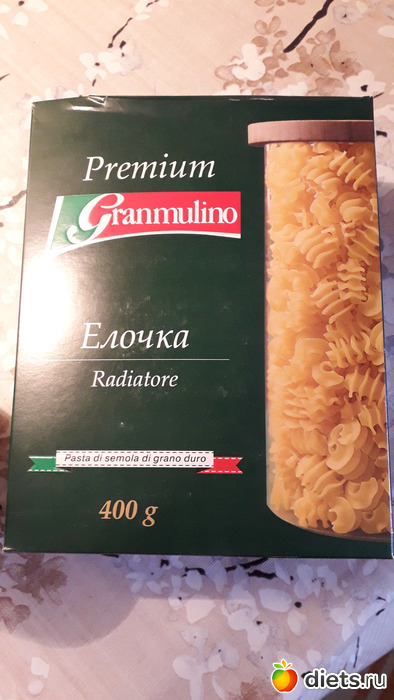 Premium
Granmulino
Елочка
Radiatore
Pasta di semola di grano duro
400 g
diets.ru